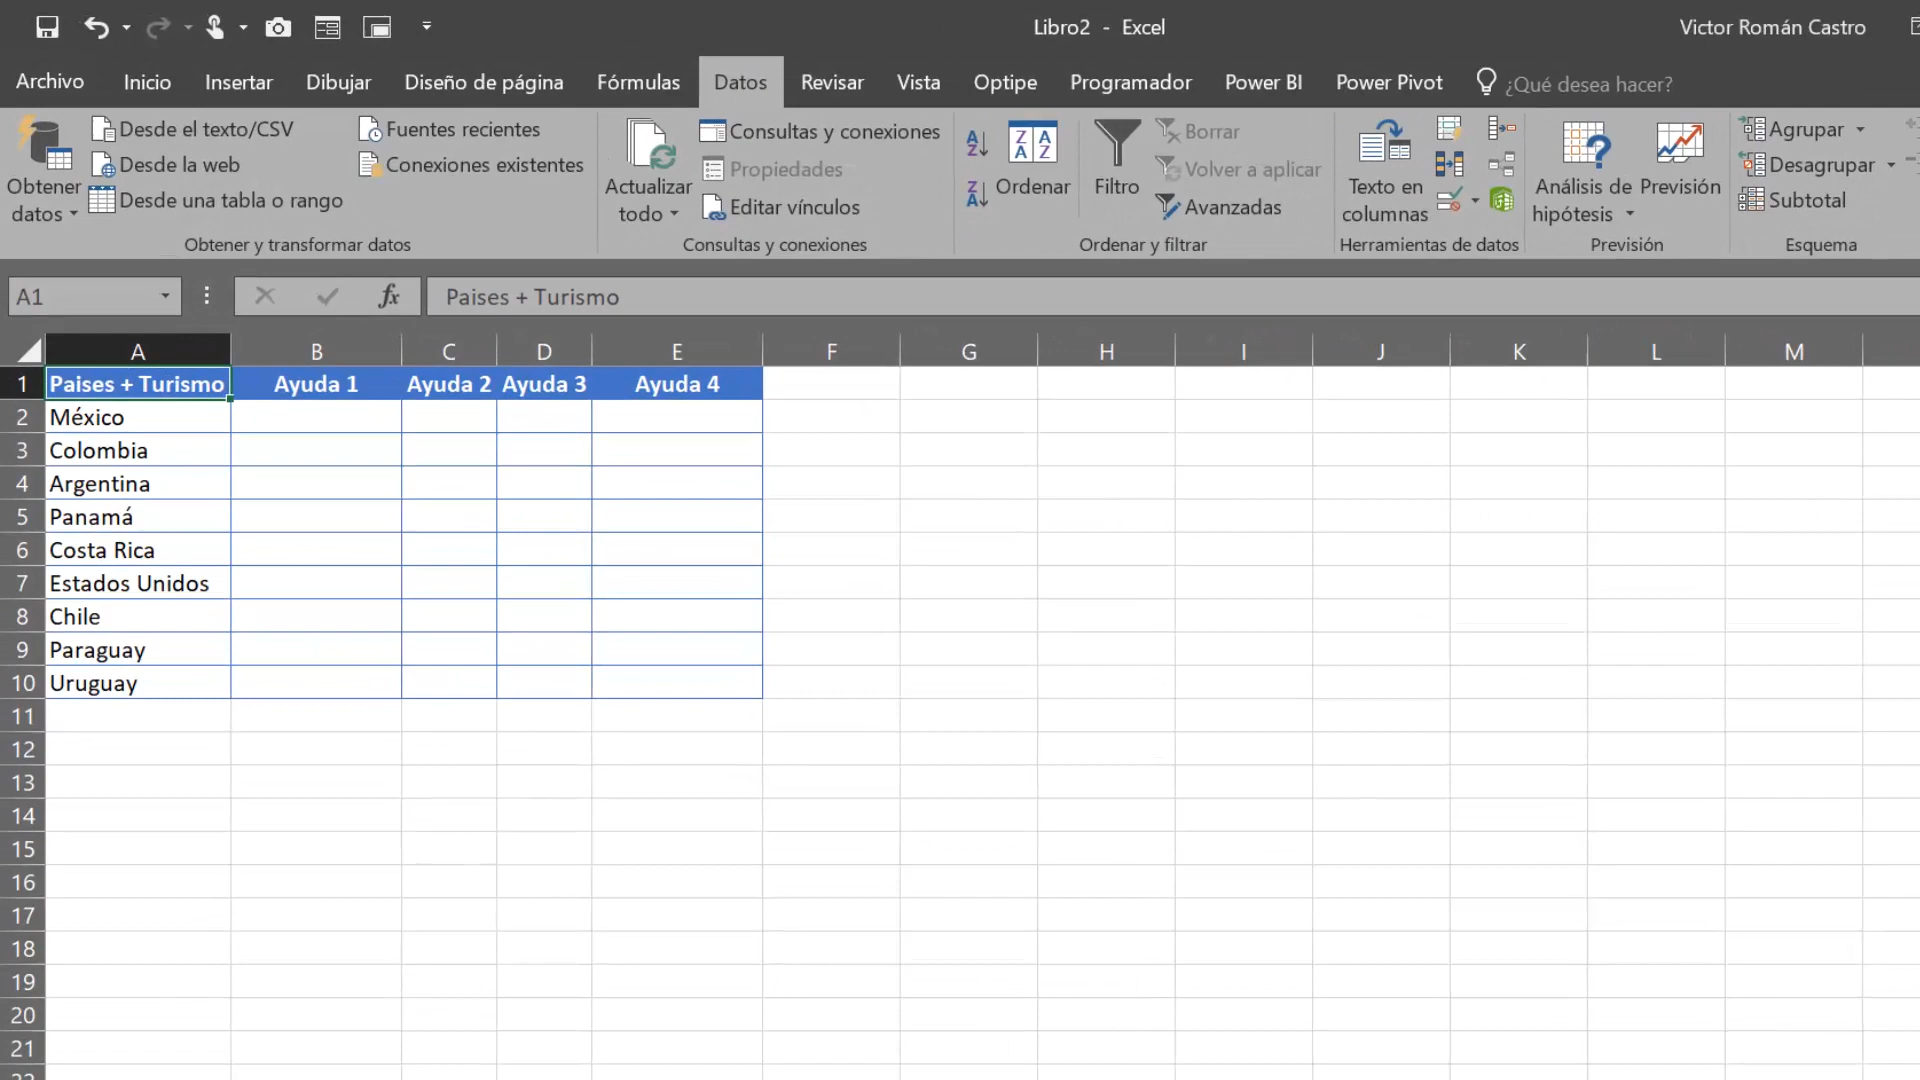 Libro2 - Excel
Victor Román Castro
Archivo Inicio Insertar Dibujar Diseño de página Fórmulas Datos Revisar Vista Optipe Programador Power BI Power Pivot ¿Qué desea hacer?
Obtener datos
Desde el texto/CSV
Desde la web
Desde una tabla o rango
Fuentes recientes
Conexiones existentes
Obtener y transformar datos
Actualizar todo
Consultas y conexiones
Propiedades
Editar vínculos
Consultas y conexiones
Ordenar
Filtro
Borrar
Volver a aplicar
Avanzadas
Ordenar y filtrar
Texto en columnas
Herramientas de datos
Análisis de hipótesis
Previsión
Previsión
Agrupar
Desagrupar
Subtotal
Esquema
A1 fx Paises + Turismo
A B C D E F G H I J K L M
1 Paises + Turismo Ayuda 1 Ayuda 2 Ayuda 3 Ayuda 4
2 México
3 Colombia
4 Argentina
5 Panamá
6 Costa Rica
7 Estados Unidos
8 Chile
9 Paraguay
10 Uruguay
11
12
13
14
15
16
17
18
19
20
21